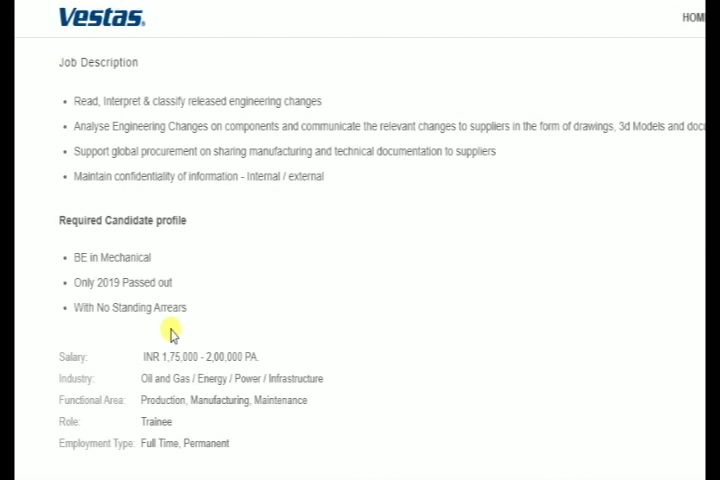 Vestas
HOM
Job Description
• Read, Interpret & classify released engineering changes
• Analyse Engineering Changes on components and communicate the relevant changes to suppliers in the form of drawings, 3d Models and docu
• Support global procurement on sharing manufacturing and technical documentation to suppliers
• Maintain confidentiality of information - Internal / external
Required Candidate profile
• BE in Mechanical
• Only 2019 Passed out
• With No Standing Arrears
Salary: INR 1,75,000 - 2,00,000 PA.
Industry: Oil and Gas / Energy / Power / Infrastructure
Functional Area: Production, Manufacturing, Maintenance
Role: Trainee
Employment Type: Full Time, Permanent